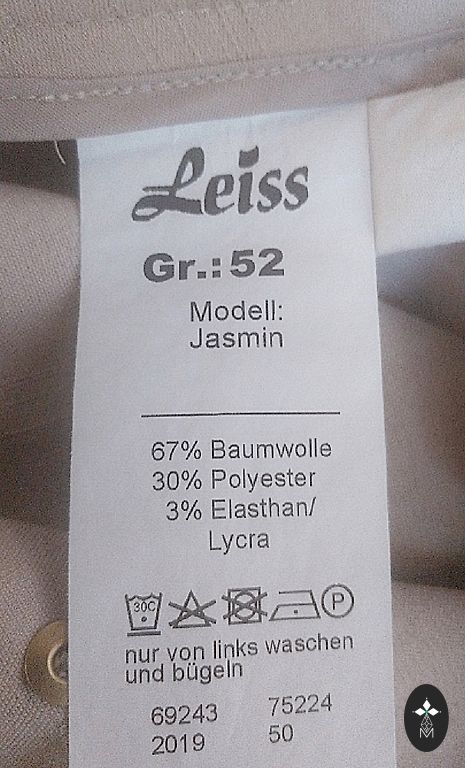 Leiss
Gr.: 52
Modell:
Jasmin
67% Baumwolle
30% Polyester
3% Elasthan/
Lycra
30C P
nur von links waschen
und bügeln
69243 75224
2019 50
M